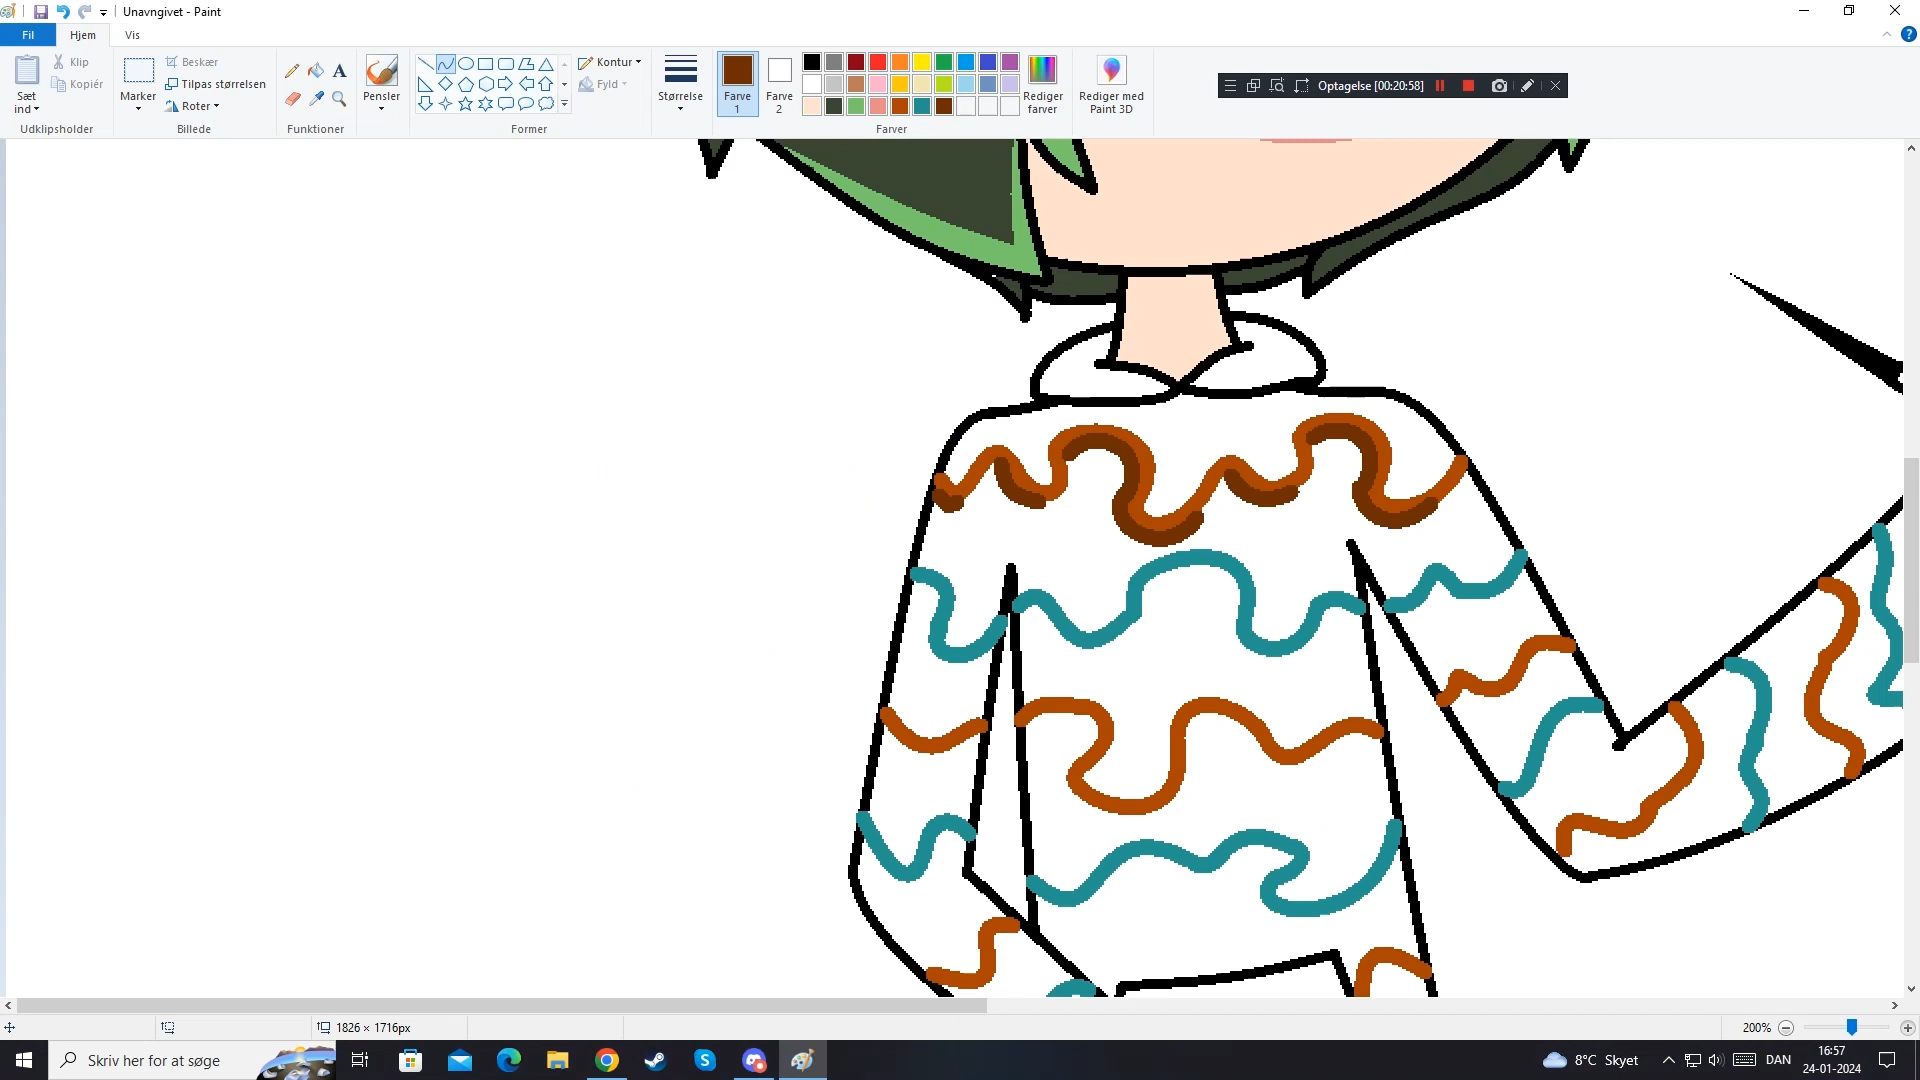 Unavngivet - Paint
Fil Hjem Vis
Sæt ind
Klip
Kopiér
Udklipsholder
Marker
Beskær
Tilpas størrelsen
Roter
Billede
A
Funktioner
Pensler
Kontur
Fyld
Former
Størrelse
Farve 1
Farve 2
Rediger farver
Farver
Rediger med Paint 3D
Optagelse [00:20:58]
1826 × 1716px
200%
Skriv her for at søge
8°C Skyet
DAN
16:57
24-01-2024